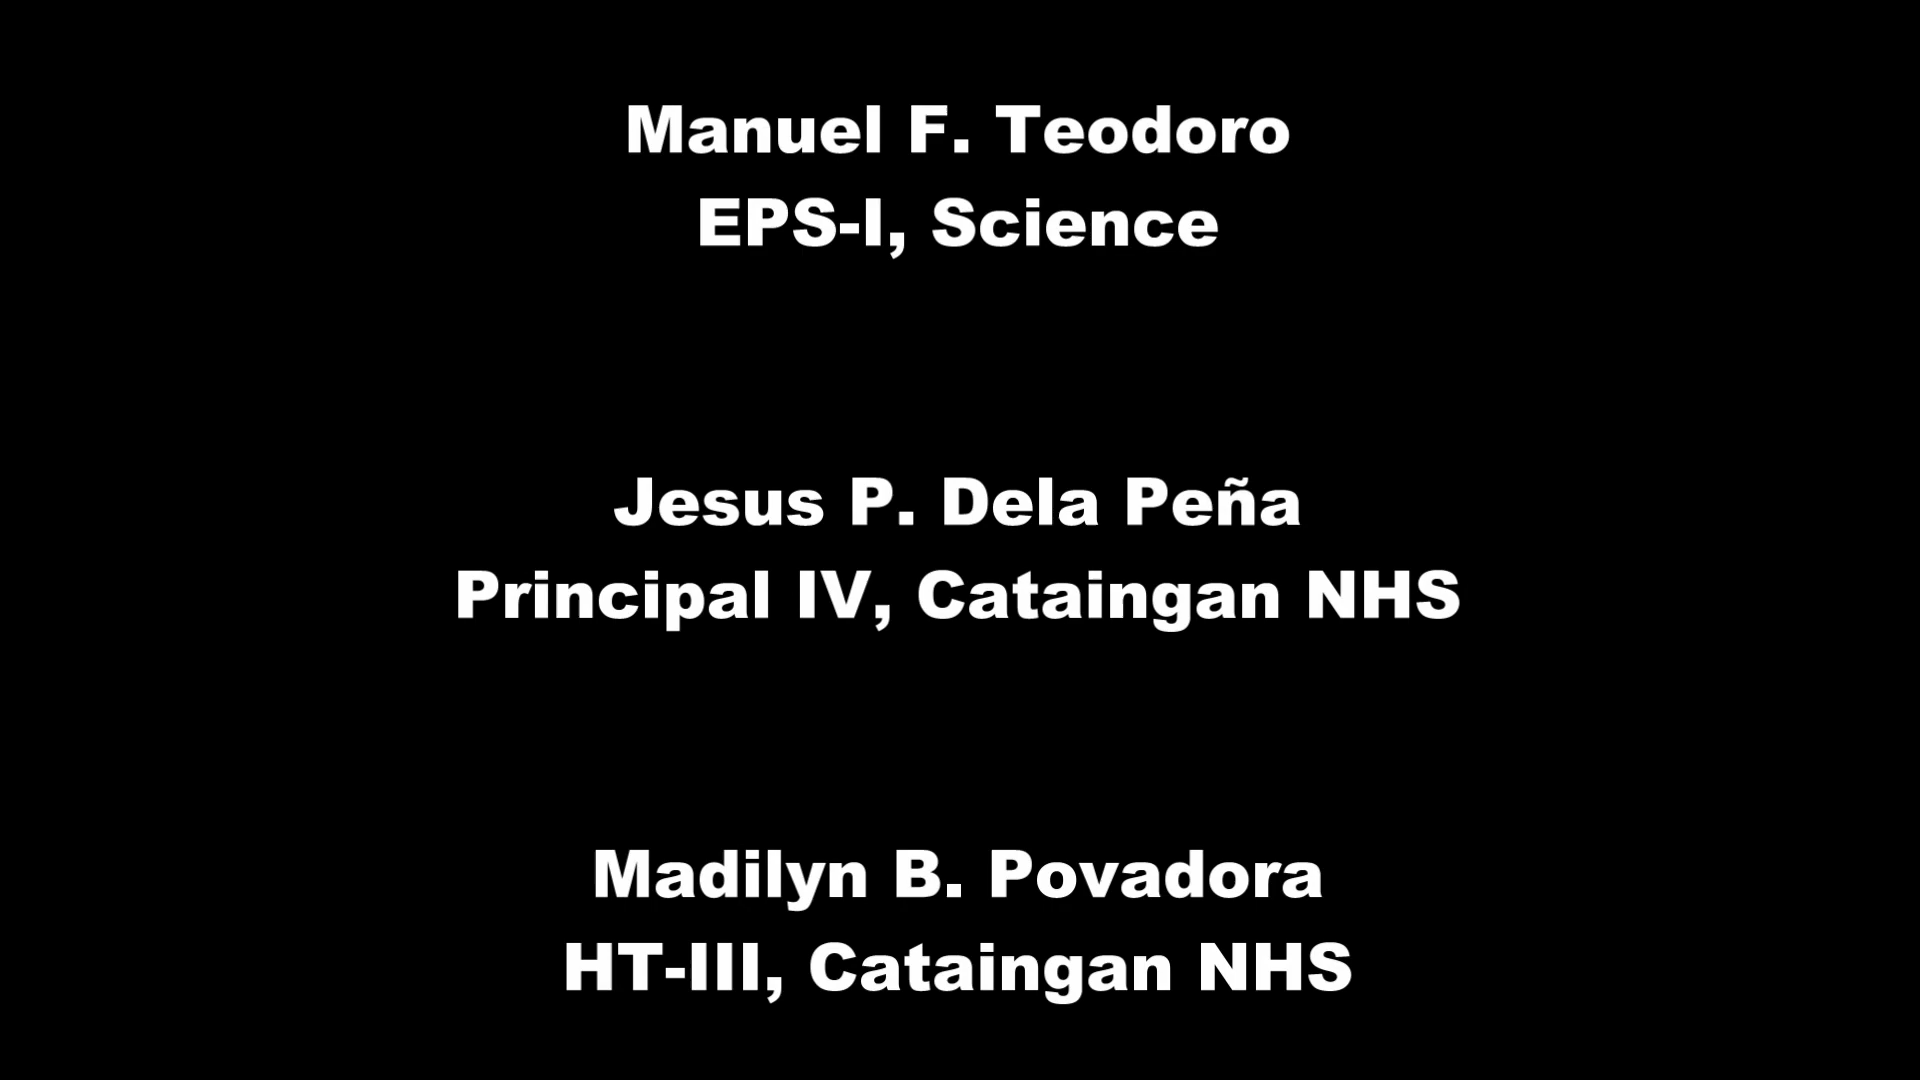 Manuel F. Teodoro
EPS-I, Science
Jesus P. Dela Peña
Principal IV, Cataingan NHS
Madilyn B. Povadora
HT-III, Cataingan NHS